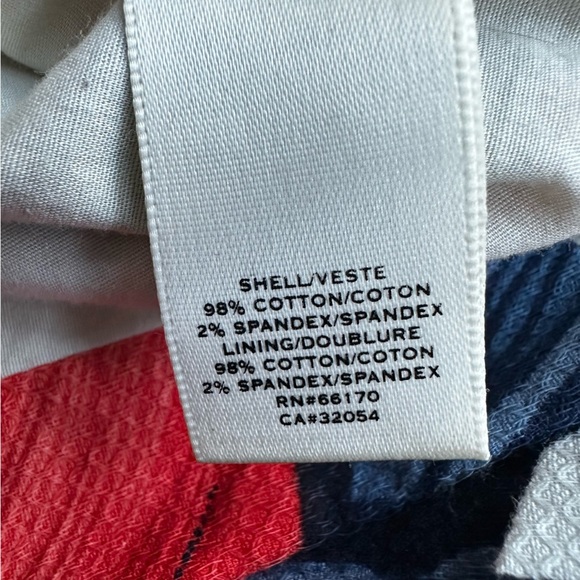 SHELL/VESTE
98% COTTON/COTON
2% SPANDEX/SPANDEX
LINING/DOUBLURE
98% COTTON/COTON
2% SPANDEX/SPANDEX
RN#66170
CA#32054